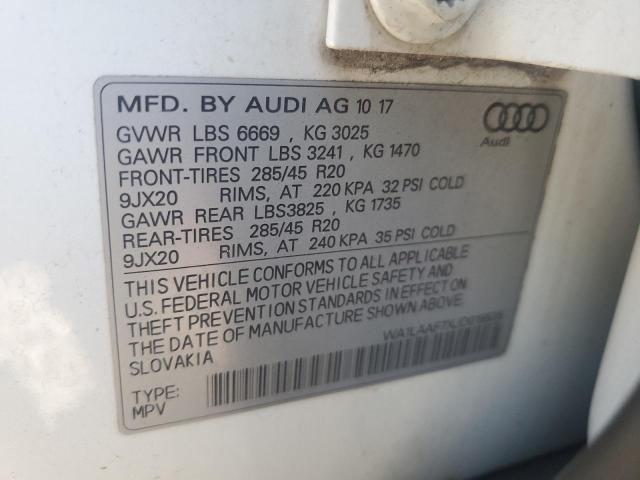 MFD. BY AUDI AG 10 17
GVWR LBS 6669 , KG 3025
GAWR FRONT LBS 3241 , KG 1470
FRONT-TIRES 285/45 R20
9JX20 RIMS, AT 220 KPA 32 PSI COLD
GAWR REAR LBS3825 , KG 1735
REAR-TIRES 285/45 R20
9JX20 RIMS, AT 240 KPA 35 PSI COLD
Audi
THIS VEHICLE CONFORMS TO ALL APPLICABLE
U.S. FEDERAL MOTOR VEHICLE SAFETY AND
THEFT PREVENTION STANDARDS IN EFFECT ON
THE DATE OF MANUFACTURE SHOWN ABOVE.
SLOVAKIA
TYPE:
MPV